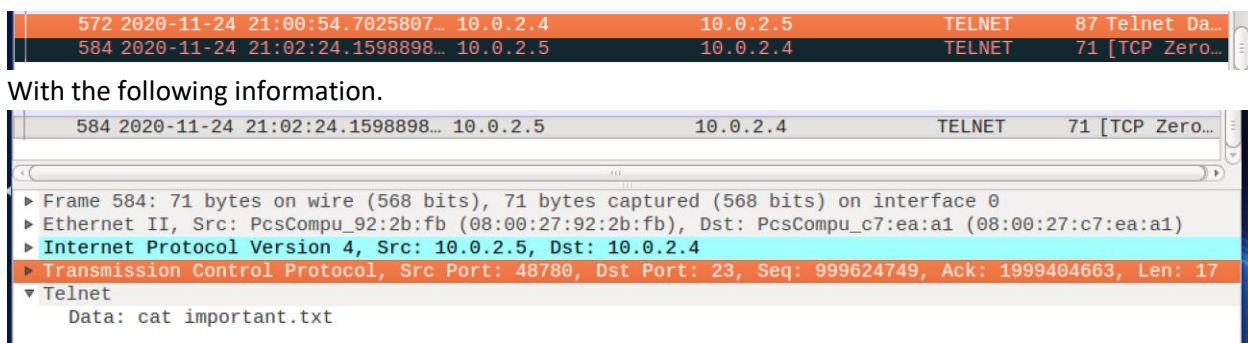 572 2020-11-24 21:00:54.7025807… 10.0.2.4 10.0.2.5 TELNET 87 Telnet Da…
584 2020-11-24 21:02:24.1598898… 10.0.2.5 10.0.2.4 TELNET 71 [TCP Zero…
With the following information.
584 2020-11-24 21:02:24.1598898… 10.0.2.5 10.0.2.4 TELNET 71 [TCP Zero…
Frame 584: 71 bytes on wire (568 bits), 71 bytes captured (568 bits) on interface 0
Ethernet II, Src: PcsCompu_92:2b:fb (08:00:27:92:2b:fb), Dst: PcsCompu_c7:ea:a1 (08:00:27:c7:ea:a1)
Internet Protocol Version 4, Src: 10.0.2.5, Dst: 10.0.2.4
Transmission Control Protocol, Src Port: 48780, Dst Port: 23, Seq: 999624749, Ack: 1999404663, Len: 17
Telnet
Data: cat important.txt